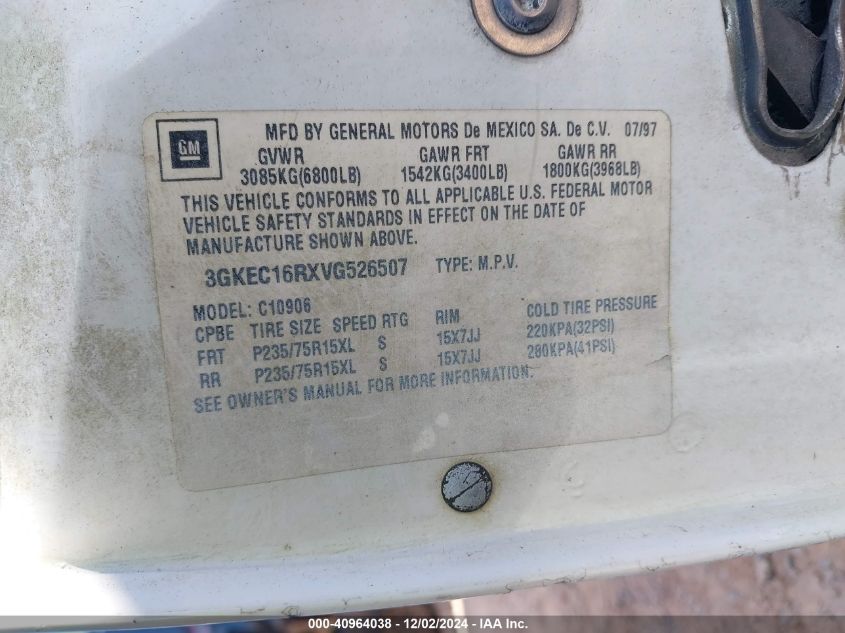 GM
MFD BY GENERAL MOTORS De MEXICO SA. De C.V. 07/97
GVWR GAWR FRT GAWR RR
3085KG(6800LB) 1542KG(3400LB) 1800KG(3968LB)
THIS VEHICLE CONFORMS TO ALL APPLICABLE U.S. FEDERAL MOTOR
VEHICLE SAFETY STANDARDS IN EFFECT ON THE DATE OF
MANUFACTURE SHOWN ABOVE.
3GKEC16RXVG526507 TYPE: M.P.V.
MODEL: C10906
CPBE TIRE SIZE SPEED RTG RIM COLD TIRE PRESSURE
FRT P235/75R15XL S 15X7JJ 220KPA(32PSI)
RR P235/75R15XL S 15X7JJ 280KPA(41PSI)
SEE OWNER'S MANUAL FOR MORE INFORMATION.
000-40964038 - 12/02/2024 - IAA Inc.